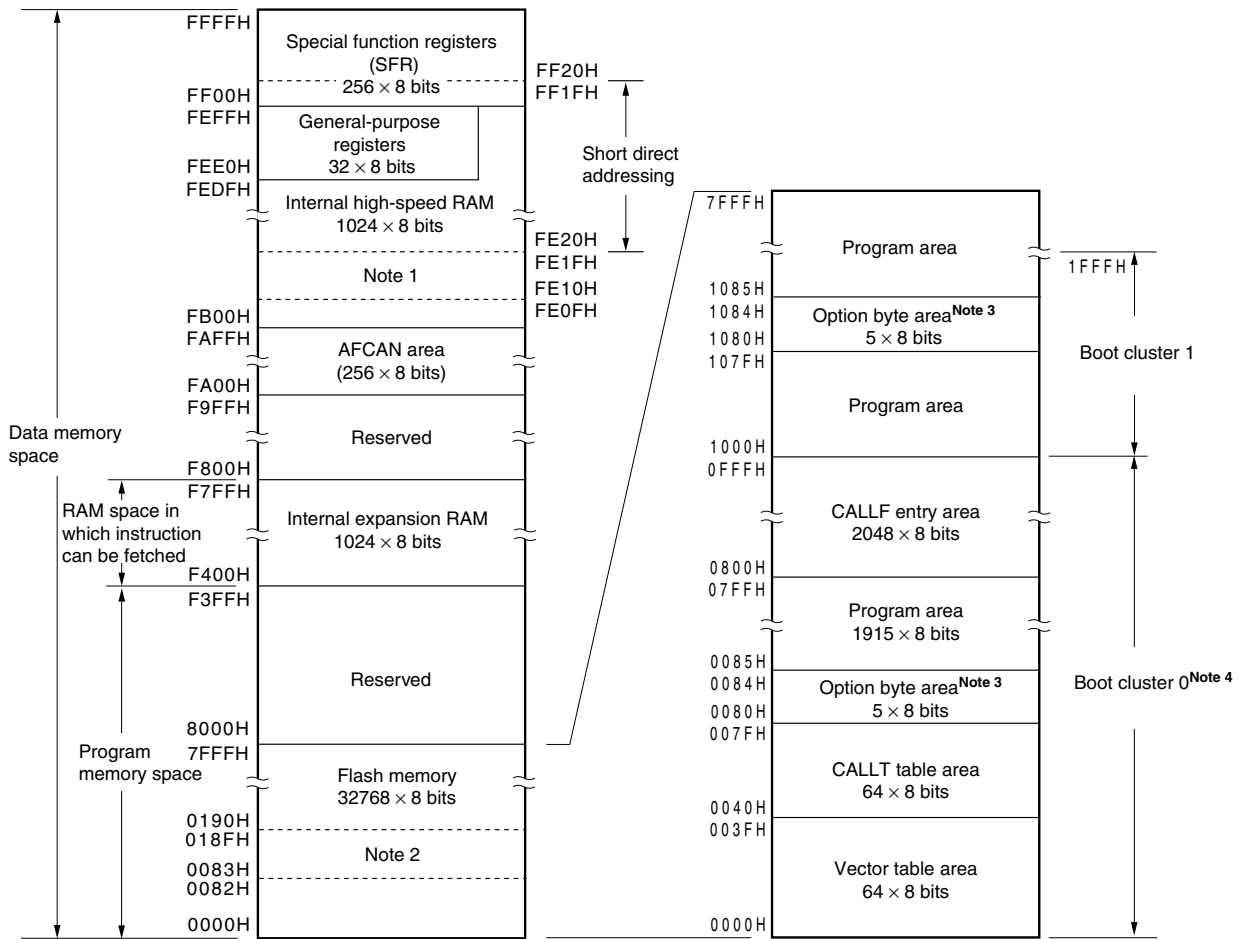 FFFFH
Special function registers
(SFR)
256 × 8 bits
FF20H
FF1FH
FF00H
FEFFH
General-purpose
registers
32 × 8 bits
FEE0H
FEDFH
Short direct
addressing
Internal high-speed RAM
1024 × 8 bits
FE20H
FE1FH
Note 1
FE10H
FE0FH
FB00H
FAFFH
AFCAN area
(256 × 8 bits)
FA00H
F9FFH
Reserved
Data memory
space
F800H
F7FFH
RAM space in
which instruction
can be fetched
Internal expansion RAM
1024 × 8 bits
F400H
F3FFH
Reserved
8000H
7FFFH
Program
memory space
Flash memory
32768 × 8 bits
0190H
018FH
Note 2
0083H
0082H
0000H
7FFFH
Program area
1FFFH
1085H
1084H
Option byte area Note 3
5 × 8 bits
1080H
107FH
Boot cluster 1
Program area
1000H
0FFFH
CALLF entry area
2048 × 8 bits
0800H
07FFH
Program area
1915 × 8 bits
0085H
0084H
Option byte area Note 3
5 × 8 bits
Boot cluster 0 Note 4
0080H
007FH
CALLT table area
64 × 8 bits
0040H
003FH
Vector table area
64 × 8 bits
0000H